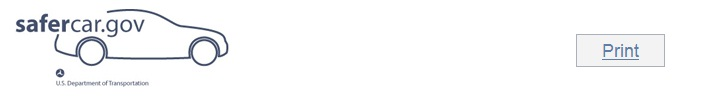 safercar.gov
Print
U.S. Department of Transportation